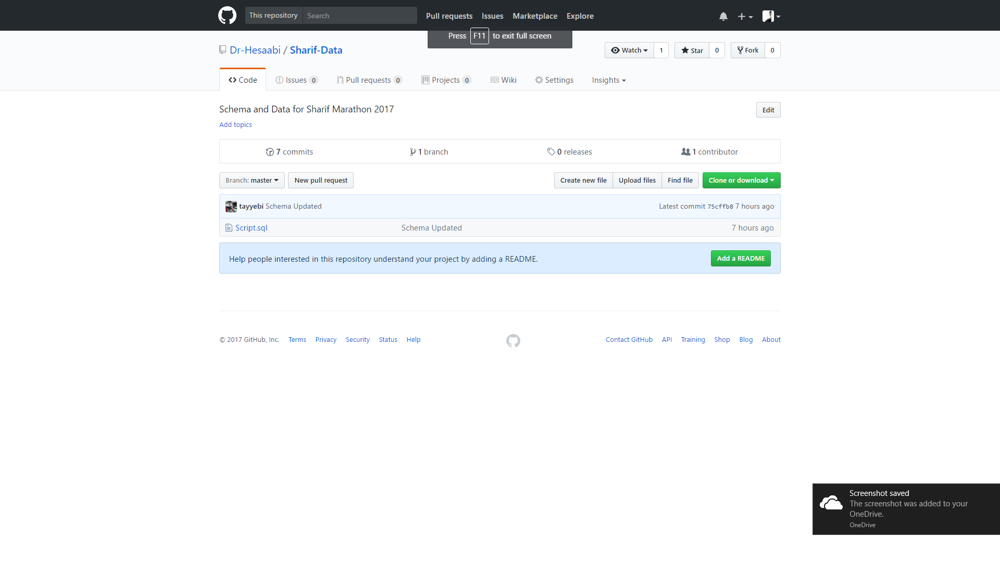 This repository Search Pull requests Issues Marketplace Explore
Press F11 to exit full screen
Dr-Hesaabi / Sharif-Data Watch 1 Star 0 Fork 0
Code Issues 0 Pull requests 0 Projects 0 Wiki Settings Insights
Schema and Data for Sharif Marathon 2017 Edit
Add topics
7 commits 1 branch 0 releases 1 contributor
Branch: master New pull request Create new file Upload files Find file Clone or download
tayyebi Schema Updated Latest commit 75cffb8 7 hours ago
Script.sql Schema Updated 7 hours ago
Help people interested in this repository understand your project by adding a README. Add a README
© 2017 GitHub, Inc. Terms Privacy Security Status Help Contact GitHub API Training Shop Blog About
Screenshot saved
The screenshot was added to your
OneDrive.
OneDrive